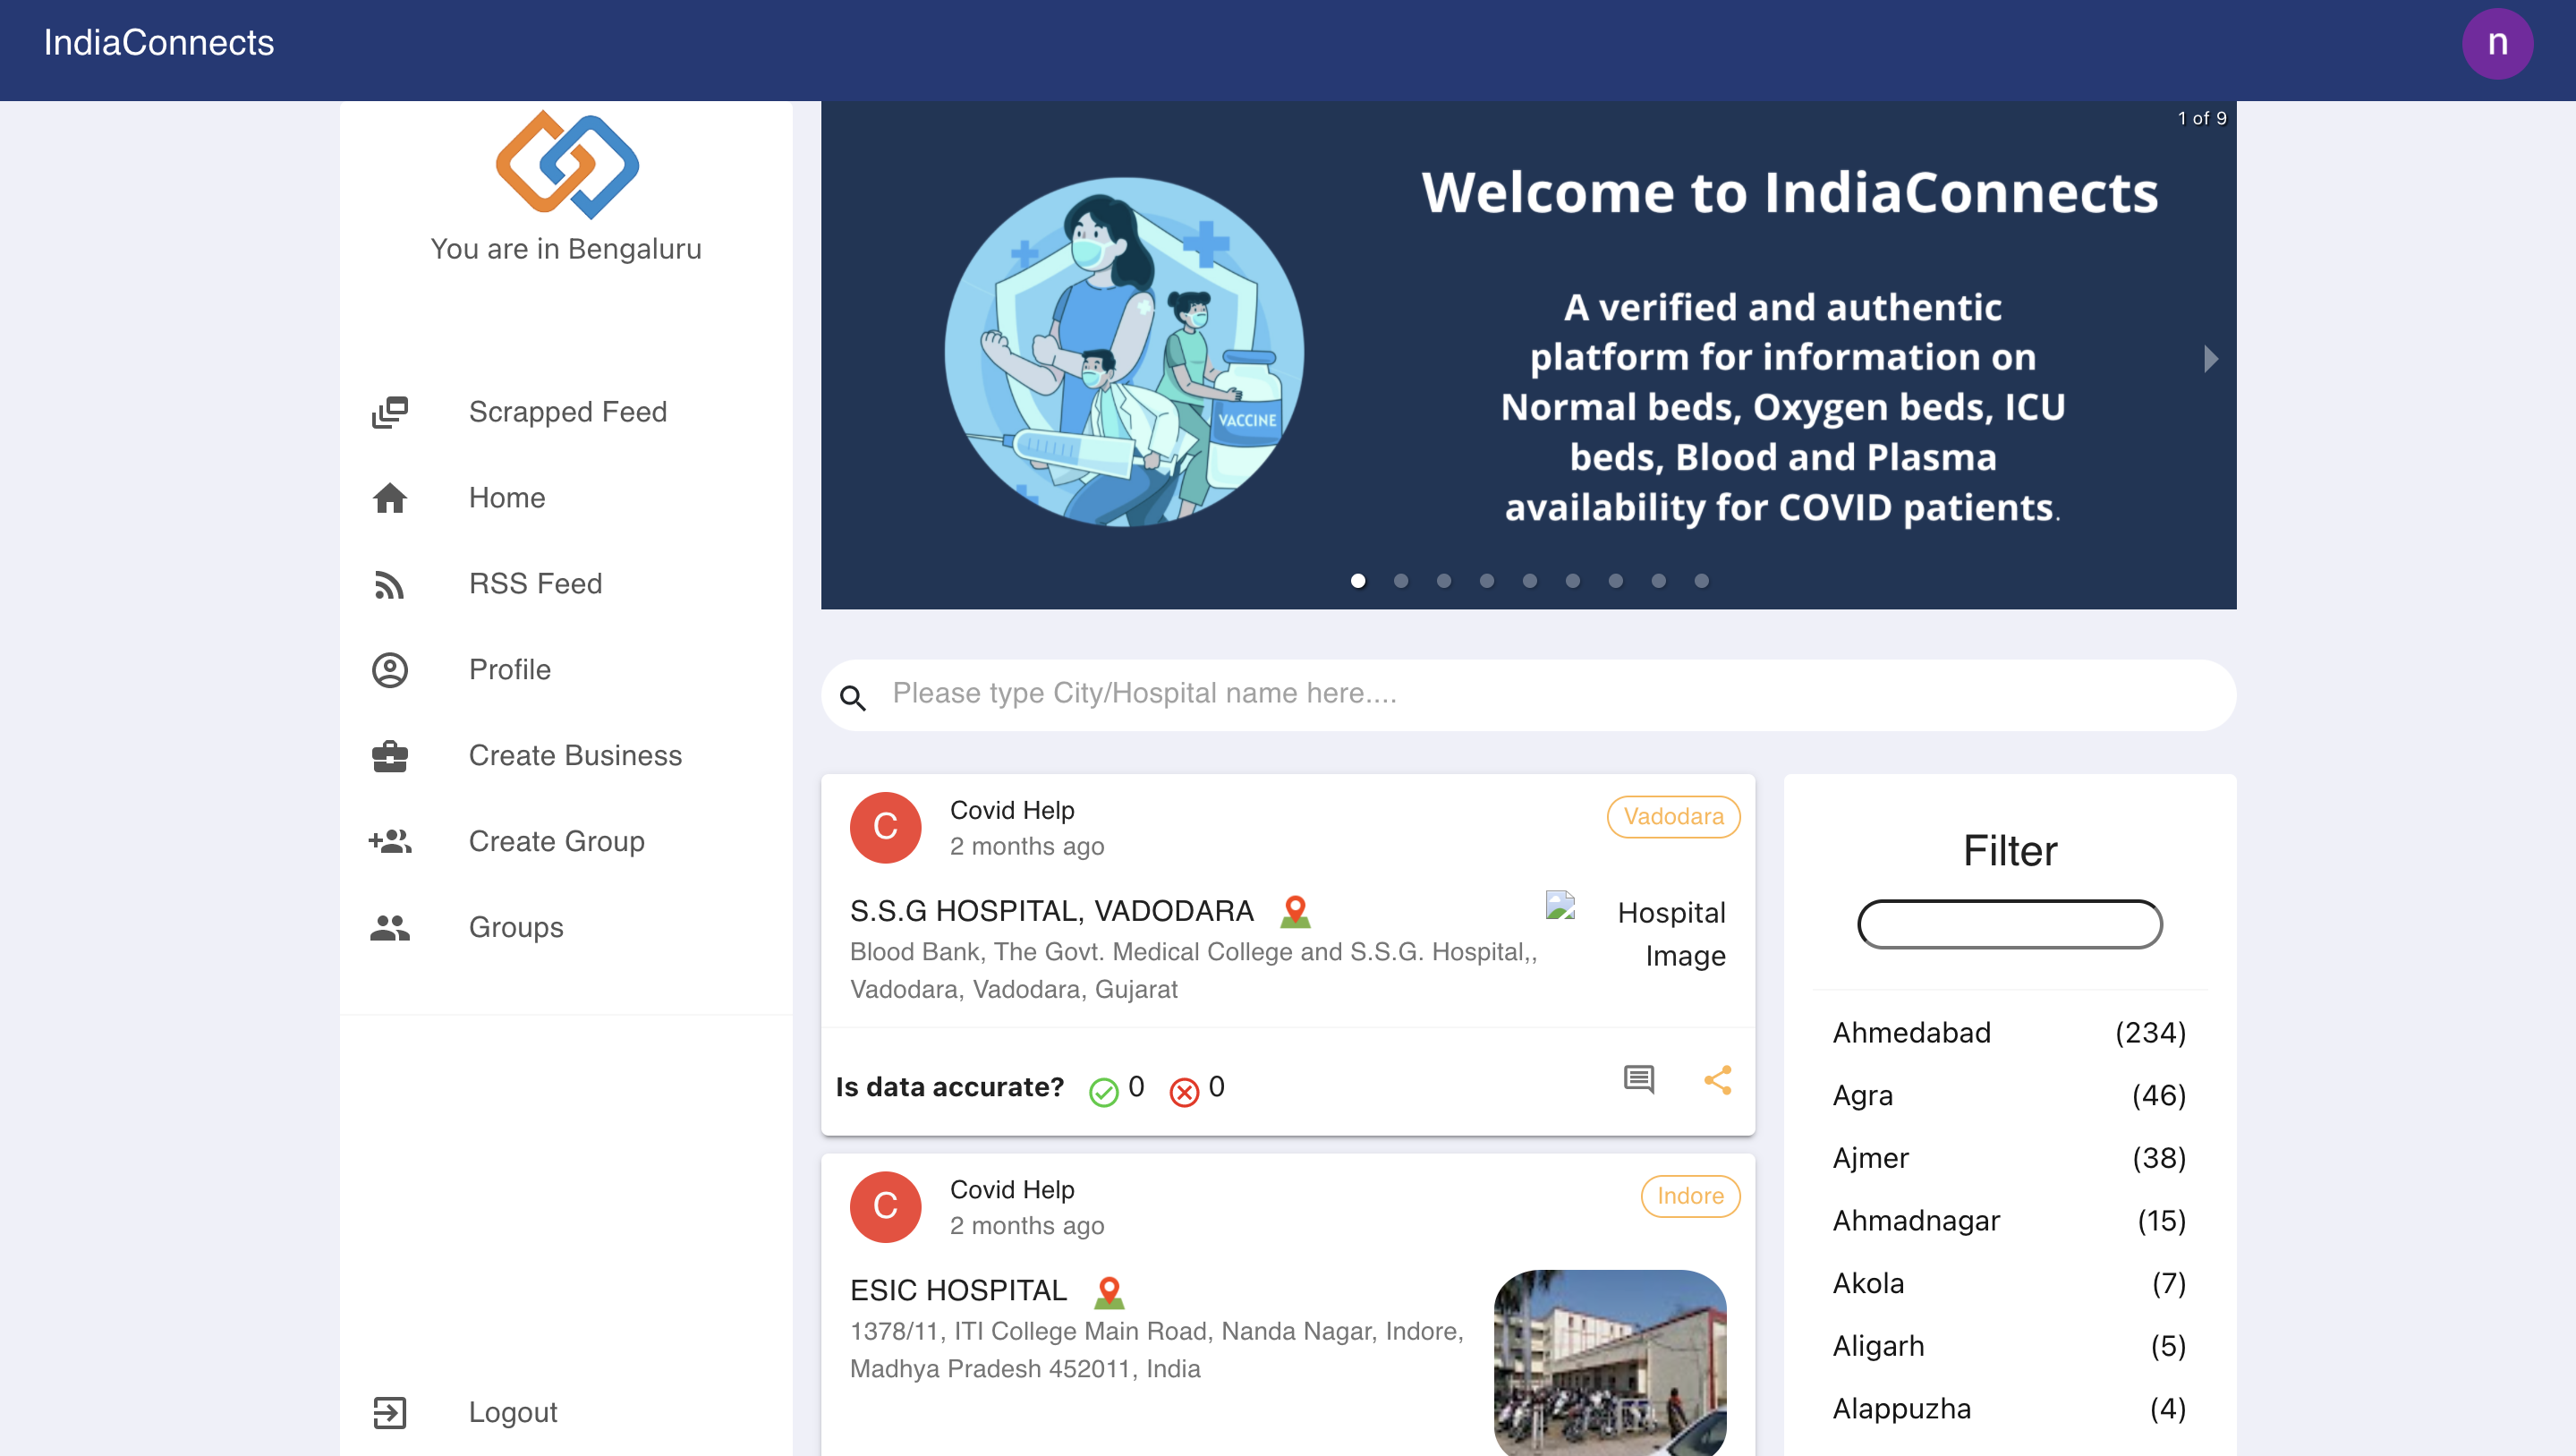 IndiaConnects
n
You are in Bengaluru
Scrapped Feed
Home
RSS Feed
Profile
Create Business
Create Group
Groups
Logout
1 of 9
Welcome to IndiaConnects
A verified and authentic
platform for information on
Normal beds, Oxygen beds, ICU
beds, Blood and Plasma
availability for COVID patients.
VACCINE
Please type City/Hospital name here....
C
Covid Help
2 months ago
Vadodara
S.S.G HOSPITAL, VADODARA
Blood Bank, The Govt. Medical College and S.S.G. Hospital,,
Vadodara, Vadodara, Gujarat
Hospital
Image
Is data accurate? 0 0
C
Covid Help
2 months ago
Indore
ESIC HOSPITAL
1378/11, ITI College Main Road, Nanda Nagar, Indore,
Madhya Pradesh 452011, India
Filter
Ahmedabad (234)
Agra (46)
Ajmer (38)
Ahmadnagar (15)
Akola (7)
Aligarh (5)
Alappuzha (4)